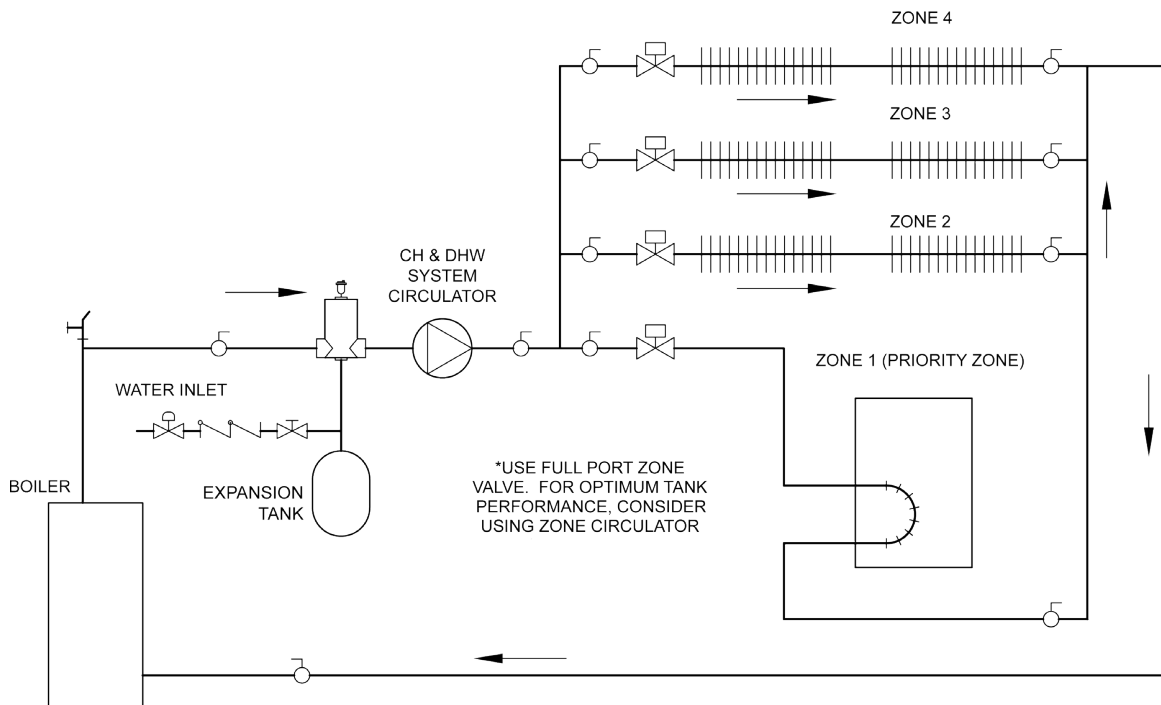 ZONE 4
ZONE 3
ZONE 2
CH & DHW
SYSTEM
CIRCULATOR
ZONE 1 (PRIORITY ZONE)
WATER INLET
BOILER
EXPANSION
TANK
*USE FULL PORT ZONE
VALVE. FOR OPTIMUM TANK
PERFORMANCE, CONSIDER
USING ZONE CIRCULATOR